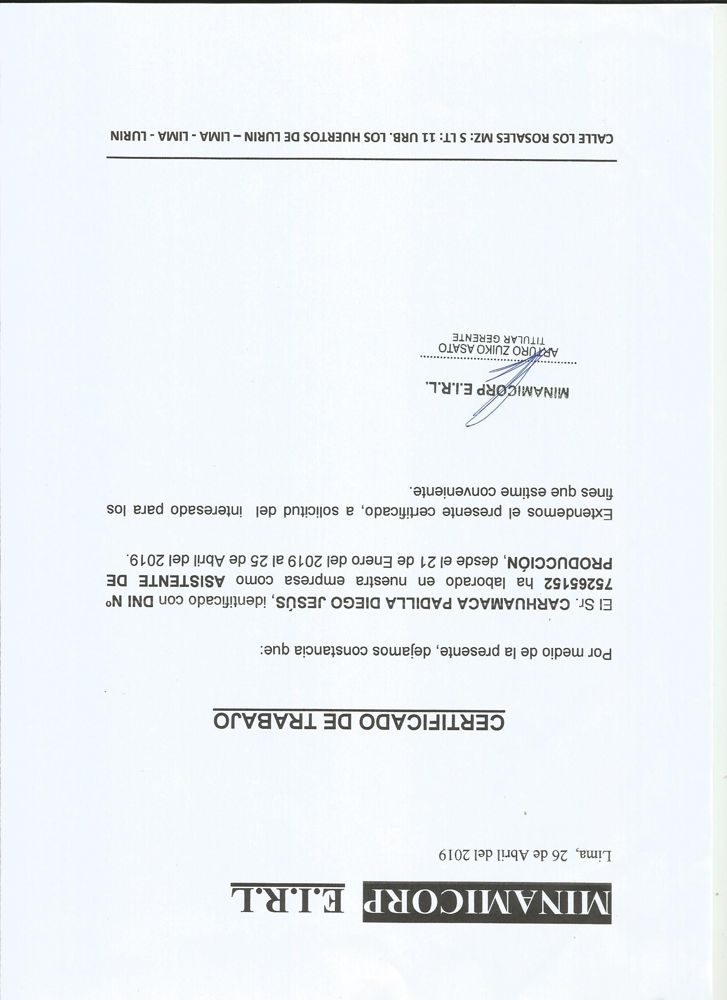 MINAMICORP E.I.R.L
Lima, 26 de Abril del 2019
CERTIFICADO DE TRABAJO
Por medio de la presente, dejamos constancia que:
El Sr. CARHUAMACA PADILLA DIEGO JESÚS, identificado con DNI Nº
75265152 ha laborado en nuestra empresa como ASISTENTE DE
PRODUCCIÓN, desde el 21 de Enero del 2019 al 25 de Abril del 2019.
Extendemos el presente certificado, a solicitud del interesado para los
fines que estime conveniente.
MINAMICORP E.I.R.L.
ARTURO ZUIKO ASATO
TITULAR GERENTE
CALLE LOS ROSALES MZ: S LT: 11 URB. LOS HUERTOS DE LURIN – LIMA - LIMA - LURIN